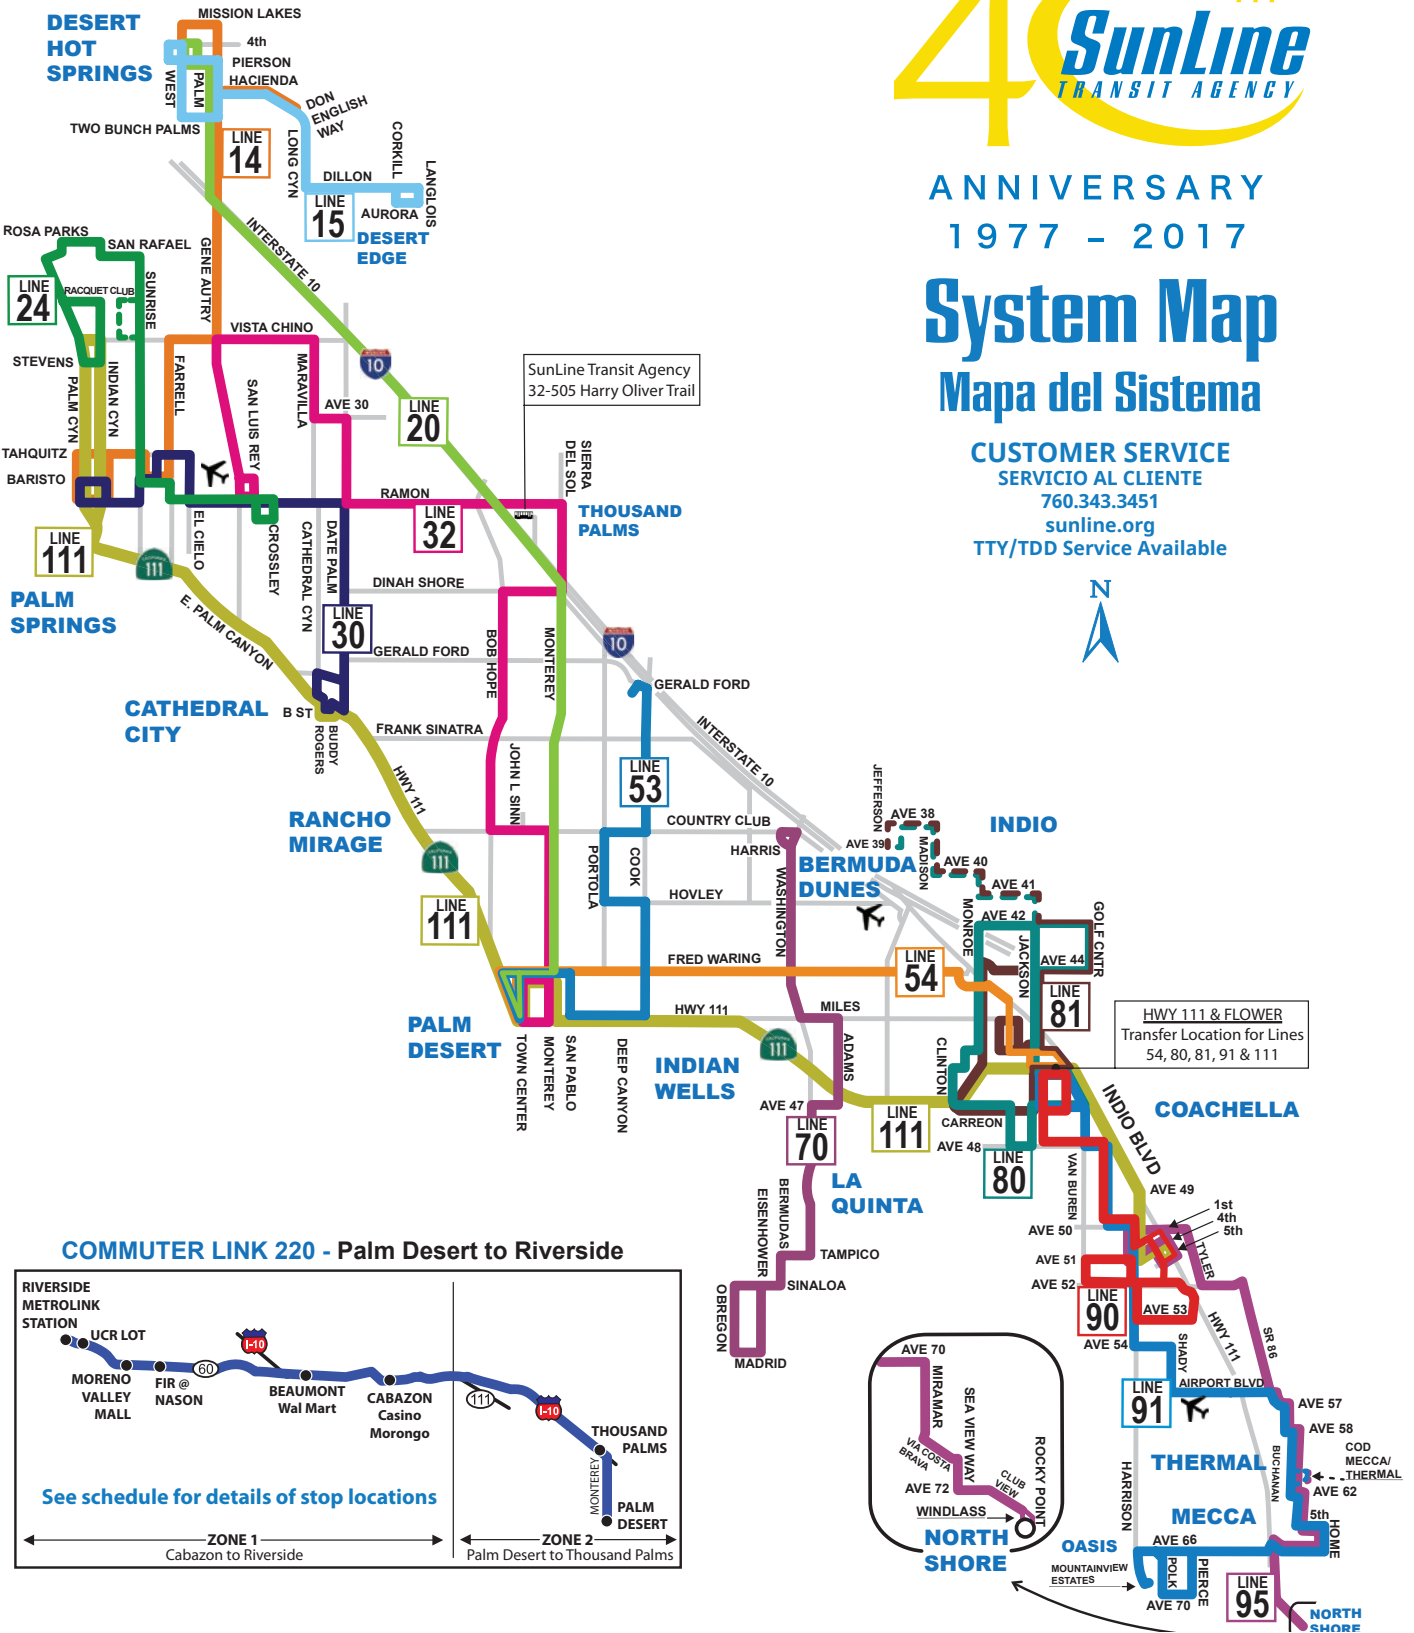 SunLine
TRANSIT AGENCY
ANNIVERSARY
1977 – 2017
System Map
Mapa del Sistema
CUSTOMER SERVICE
SERVICIO AL CLIENTE
760.343.3451
sunline.org
TTY/TDD Service Available
N
DESERT
HOT
SPRINGS
MISSION LAKES
4th
PIERSON
HACIENDA
WEST
PALM
DON
ENGLISH
WAY
TWO BUNCH PALMS
LINE
14
LONG CYN
CORKILL
LANGLOIS
DILLON
LINE
15
AURORA
DESERT
EDGE
INTERSTATE 10
GENE AUTRY
ROSA PARKS
SAN RAFAEL
LINE
24
RACQUET CLUB
SUNRISE
VISTA CHINO
STEVENS
PALM CYN
INDIAN CYN
FARRELL
SAN LUIS REY
MARAVILLA
AVE 30
10
LINE
20
SunLine Transit Agency
32-505 Harry Oliver Trail
TAHQUITZ
BARISTO
RAMON
LINE
32
SIERRA
DEL SOL
THOUSAND
PALMS
LINE
111
111
EL CIELO
CROSSLEY
CATHEDRAL CYN
DATE PALM
DINAH SHORE
PALM
SPRINGS
E. PALM CANYON
LINE
30
GERALD FORD
BOB HOPE
MONTEREY
10
GERALD FORD
CATHEDRAL
CITY
B ST
BUDDY
ROGERS
FRANK SINATRA
INTERSTATE 10
HWY 111
JOHN L SINN
LINE
53
RANCHO
MIRAGE
111
COUNTRY CLUB
HARRIS
PORTOLA
COOK
HOVLEY
WASHINGTON
BERMUDA
DUNES
JEFFERSON
AVE 38
AVE 39
MADISON
AVE 40
AVE 41
INDIO
LINE
111
MONROE
AVE 42
JACKSON
GOLF CNTR
AVE 44
FRED WARING
LINE
54
LINE
81
HWY 111 & FLOWER
Transfer Location for Lines
54, 80, 81, 91 & 111
PALM
DESERT
TOWN CENTER
MONTEREY
SAN PABLO
DEEP CANYON
HWY 111
MILES
111
ADAMS
INDIAN
WELLS
CLINTON
AVE 47
LINE
70
LINE
111
CARREON
AVE 48
LINE
80
INDIO BLVD
COACHELLA
LA
QUINTA
VAN BUREN
AVE 49
1st
4th
5th
AVE 50
EISENHOWER
BERMUDAS
TAMPICO
SINALOA
OBREGON
MADRID
AVE 51
AVE 52
TYLER
LINE
90
AVE 53
HWY 111
SR 86
AVE 54
SHADY
AIRPORT BLVD
LINE
91
AVE 57
AVE 58
COD
MECCA/
THERMAL
THERMAL
BUCHANAN
AVE 62
HARRISON
MECCA
5th
HOME
OASIS
AVE 66
MOUNTAINVIEW
ESTATES
POLK
PIERCE
AVE 70
LINE
95
NORTH
SHORE
AVE 70
MIRAMAR
SEA VIEW WAY
VIA COSTA
BRAVA
ROCKY POINT
CLUB
VIEW
AVE 72
WINDLASS
NORTH
SHORE
COMMUTER LINK 220 - Palm Desert to Riverside
RIVERSIDE
METROLINK
STATION
UCR LOT
MORENO
VALLEY
MALL
FIR @
NASON
60
I-10
BEAUMONT
Wal Mart
CABAZON
Casino
Morongo
111
I-10
THOUSAND
PALMS
MONTEREY
PALM
DESERT
See schedule for details of stop locations
ZONE 1
Cabazon to Riverside
ZONE 2
Palm Desert to Thousand Palms